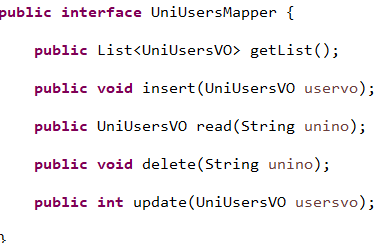 public interface UniUsersMapper {
public List<UniUsersVO> getList();
public void insert(UniUsersVO uservo);
public UniUsersVO read(String unino);
public void delete(String unino);
public int update(UniUsersVO usersvo);
}